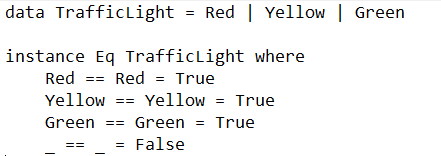 data TrafficLight = Red | Yellow | Green
instance Eq TrafficLight where
    Red == Red = True
    Yellow == Yellow = True
    Green == Green = True
    _ == _ = False